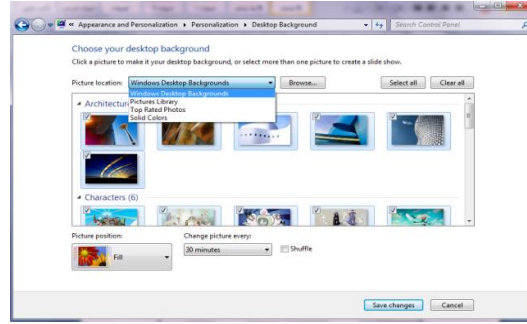 « Appearance and Personalization ▸ Personalization ▸ Desktop Background
Search Control Panel
Choose your desktop background
Click a picture to make it your desktop background, or select more than one picture to create a slide show.
Picture location: Windows Desktop Backgrounds Browse... Select all Clear all
Windows Desktop Backgrounds
Pictures Library
Top Rated Photos
Solid Colors
Characters (6)
Picture position: Change picture every:
Fill 30 minutes Shuffle
Save changes Cancel